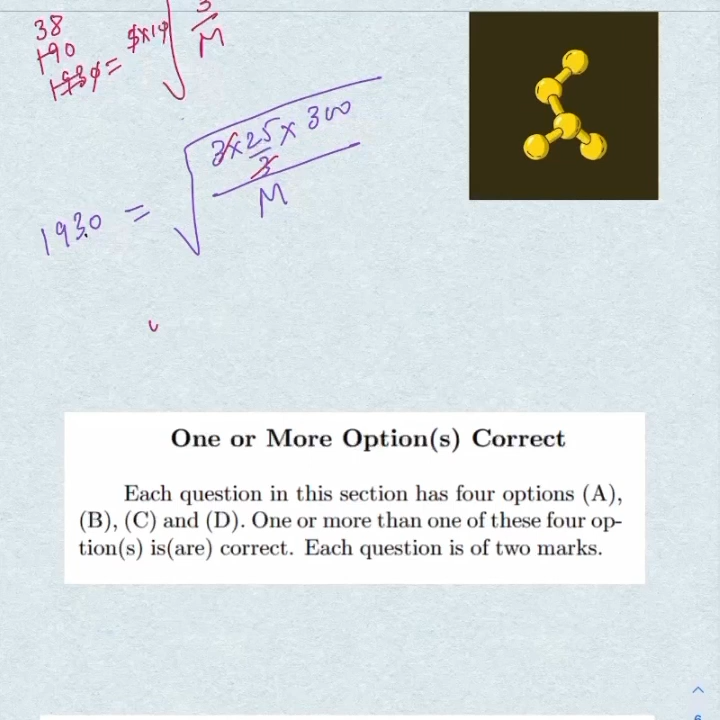 38
190
3
M
3×25×300
3
M
1930 =
One or More Option(s) Correct
Each question in this section has four options (A),
(B), (C) and (D). One or more than one of these four op-
tion(s) is(are) correct. Each question is of two marks.